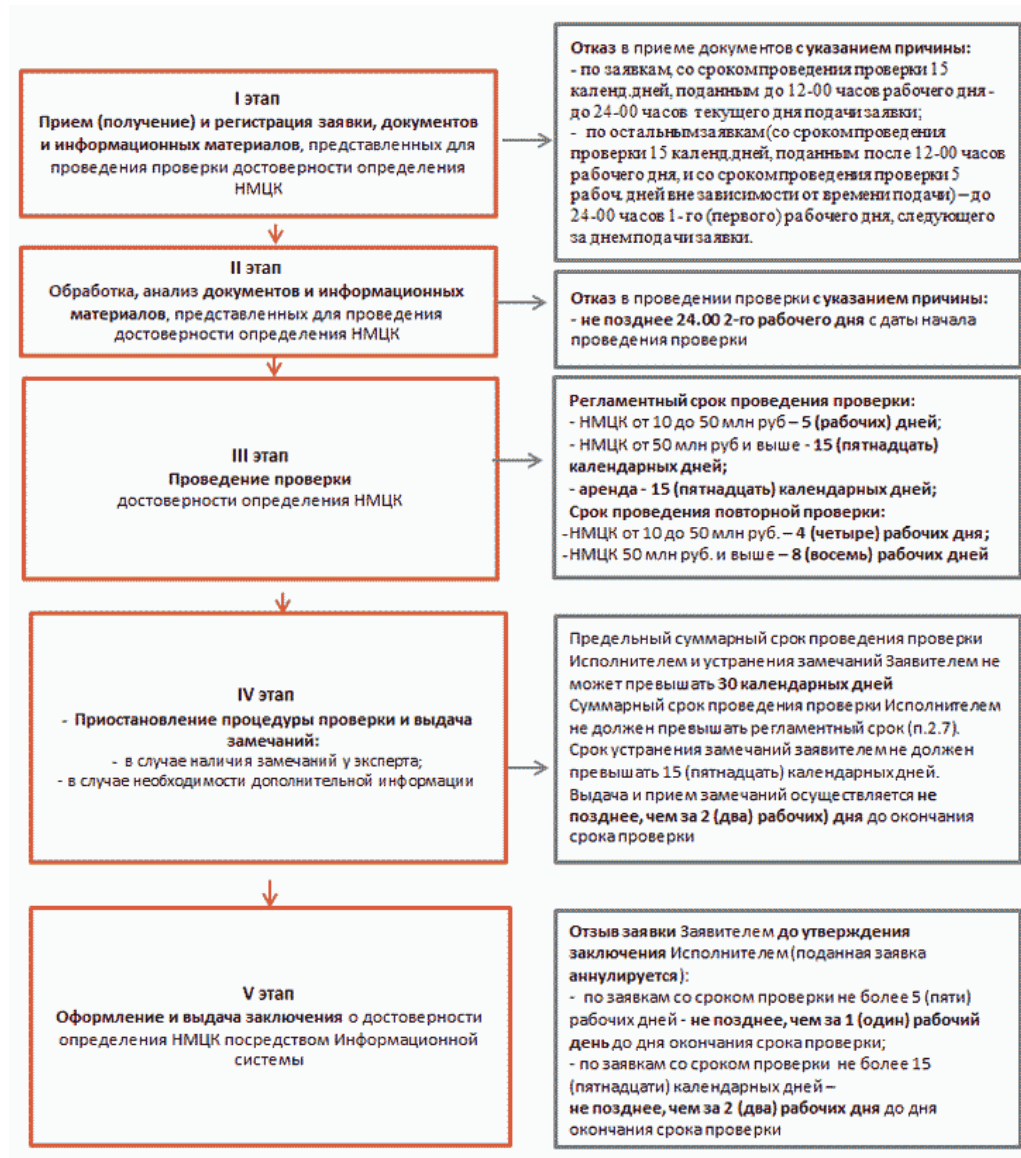 I этап
Прием (получение) и регистрация заявки, документов
и информационных материалов, представленных для
проведения проверки достоверности определения
НМЦК
Отказ в приеме документов с указанием причины:
- по заявкам, со сроком проведения проверки 15
календ.дней, поданным до 12-00 часов рабочего дня -
до 24-00 часов текущего дня подачи заявки;
- по остальным заявкам (со сроком проведения
проверки 15 календ.дней, поданным после 12-00 часов
рабочего дня, и со сроком проведения проверки 5
рабоч. дней вне зависимости от времени подачи) – до
24-00 часов 1-го (первого) рабочего дня, следующего
за днем подачи заявки.
II этап
Обработка, анализ документов и информационных
материалов, представленных для проведения
достоверности определения НМЦК
Отказ в проведении проверки с указанием причины:
- не позднее 24.00 2-го рабочего дня с даты начала
проведения проверки
III этап
Проведение проверки
достоверности определения НМЦК
Регламентный срок проведения проверки:
- НМЦК от 10 до 50 млн руб – 5 (рабочих) дней;
- НМЦК от 50 млн руб и выше - 15 (пятнадцать)
календарных дней;
- аренда - 15 (пятнадцать) календарных дней;
Срок проведения повторной проверки:
-НМЦК от 10 до 50 млн руб. – 4 (четыре) рабочих дня;
-НМЦК 50 млн руб. и выше – 8 (восемь) рабочих дней
IV этап
- Приостановление процедуры проверки и выдача
замечаний:
- в случае наличия замечаний у эксперта;
- в случае необходимости дополнительной информации
Предельный суммарный срок проведения проверки
Исполнителем и устранения замечаний Заявителем не
может превышать 30 календарных дней
Суммарный срок проведения проверки Исполнителем
не должен превышать регламентный срок (п.2.7).
Срок устранения замечаний заявителем не должен
превышать 15 (пятнадцать) календарных дней.
Выдача и прием замечаний осуществляется не
позднее, чем за 2 (два) рабочих) дня до окончания
срока проверки
V этап
Оформление и выдача заключения о достоверности
определения НМЦК посредством Информационной
системы
Отзыв заявки Заявителем до утверждения
заключения Исполнителем (поданная заявка
аннулируется):
- по заявкам со сроком проверки не более 5 (пяти)
рабочих дней - не позднее, чем за 1 (один) рабочий
день до дня окончания срока проверки;
- по заявкам со сроком проверки не более 15
(пятнадцати) календарных дней –
не позднее, чем за 2 (два) рабочих дня до дня
окончания срока проверки